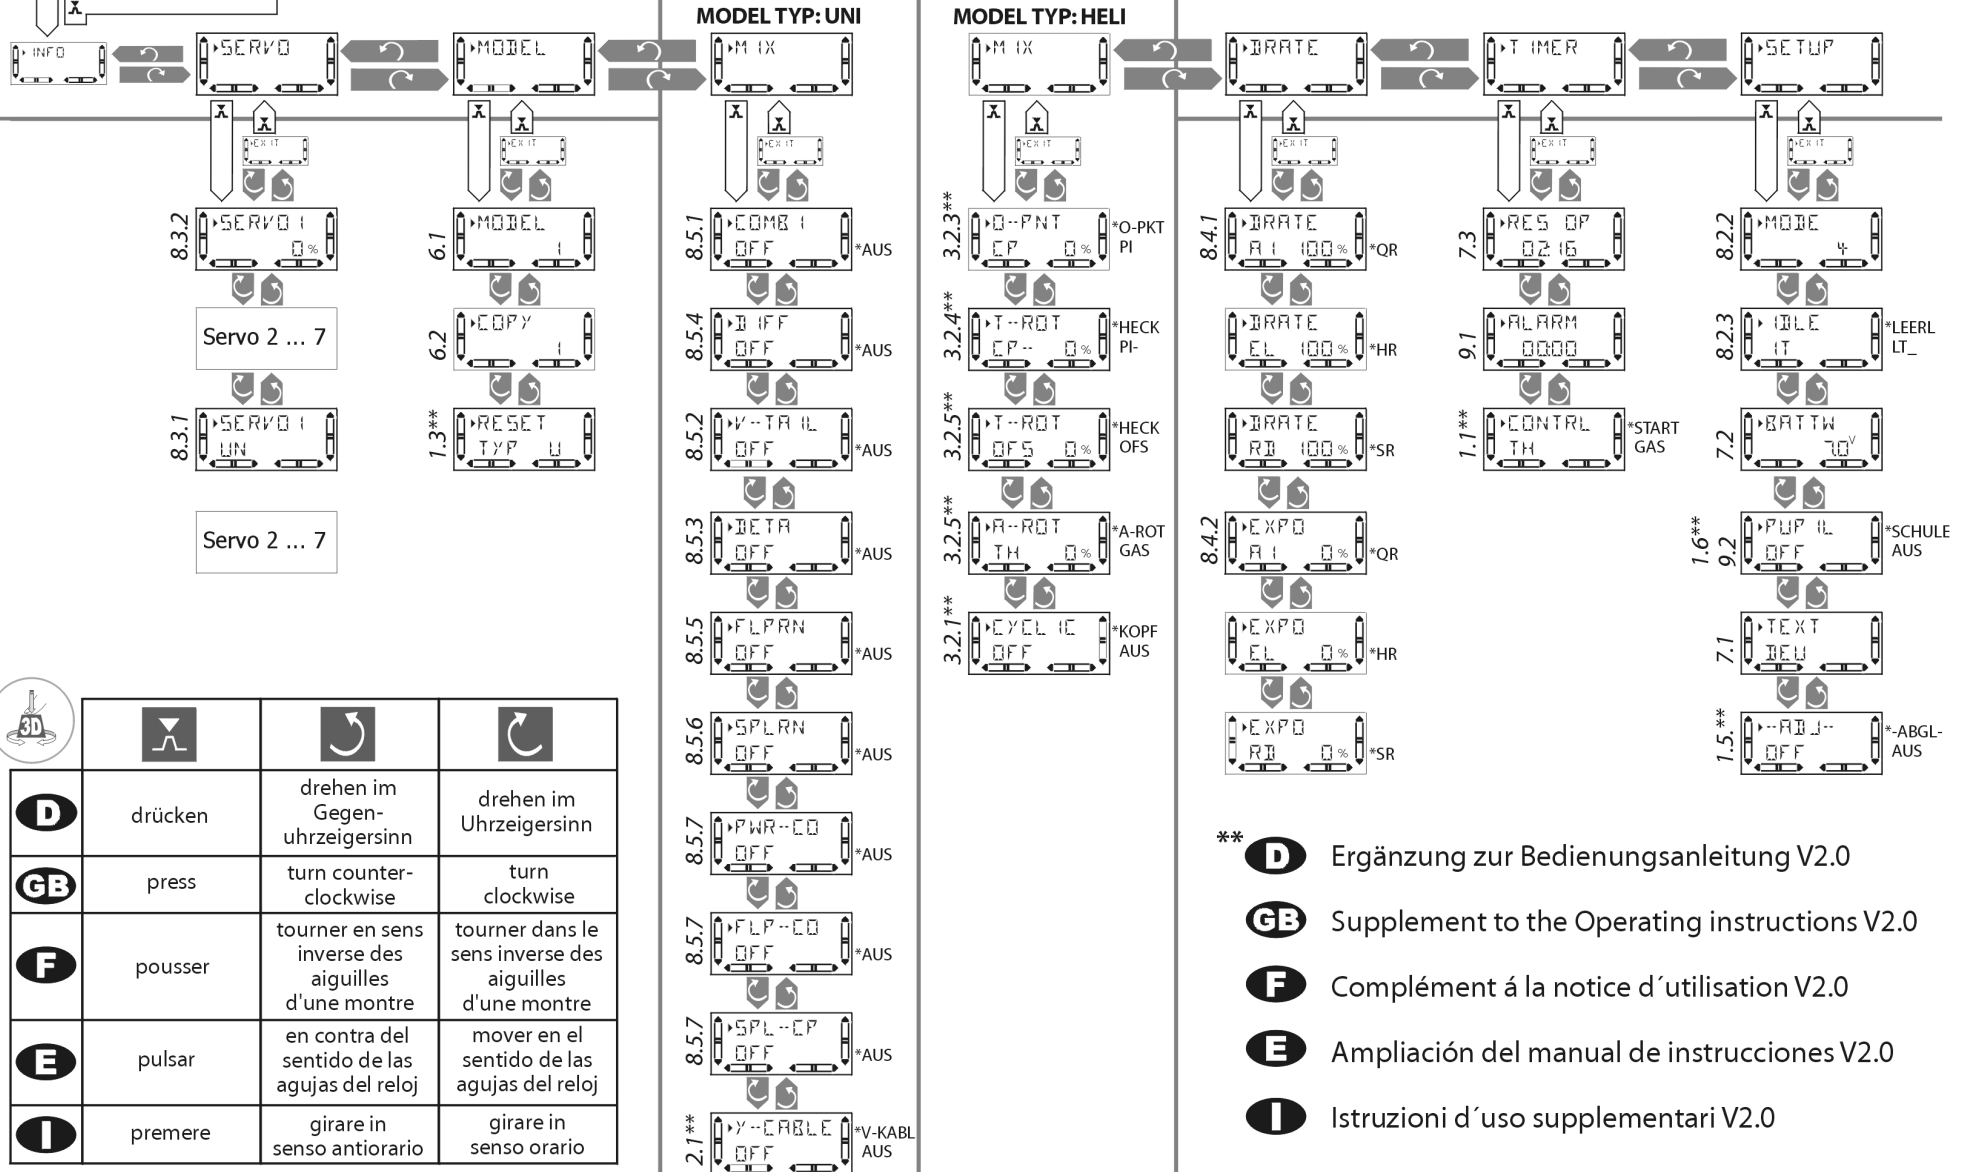 MODEL TYP: UNI
MODEL TYP: HELI
INFO
SERVO
MODEL
MIX
MIX
DRATE
TIMER
SETUP
EXIT
EXIT
EXIT
EXIT
EXIT
EXIT
EXIT
8.3.2
SERVO1
0%
Servo 2 ... 7
8.3.1
SERVO1
UN
Servo 2 ... 7
6.1
MODEL
1
6.2
COPY
1
1.3**
RESET
TYP U
8.5.1
COMBI
OFF
*AUS
8.5.4
DIFF
OFF
*AUS
8.5.2
V--TAIL
OFF
*AUS
8.5.3
DETA
OFF
*AUS
8.5.5
FLPRN
OFF
*AUS
8.5.6
SPLRN
OFF
*AUS
8.5.7
PWR--CO
OFF
*AUS
8.5.7
FLP--CO
OFF
*AUS
8.5.7
SPL--CP
OFF
*AUS
2.1**
Y--CABLE
OFF
*V-KABL
AUS
3.2.3**
O--PNT
CP 0%
*O-PKT
PI
3.2.4**
T--ROT
CP-- 0%
*HECK
PI-
3.2.5**
T--ROT
OFS 0%
*HECK
OFS
3.2.5**
A--ROT
TH 0%
*A-ROT
GAS
3.2.1**
CYCLIC
OFF
*KOPF
AUS
8.4.1
DRATE
AI 100%
*QR
DRATE
EL 100%
*HR
DRATE
RD 100%
*SR
8.4.2
EXPO
AI 0%
*QR
EXPO
EL 0%
*HR
EXPO
RD 0%
*SR
7.3
RES OP
02:16
9.1
ALARM
00:00
1.1**
CONTRL
TH
*START
GAS
8.2.2
MODE
4
8.2.3
IDLE
IT
*LEERL
LT_
7.2
BATTW
7.0V
1.6**
9.2
PUPIL
OFF
*SCHULE
AUS
7.1
TEXT
DEU
1.5.**
--ADJ--
OFF
*-ABGL-
AUS
3D
D
drücken
drehen im
Gegen-
uhrzeigersinn
drehen im
Uhrzeigersinn
GB
press
turn counter-
clockwise
turn
clockwise
F
pousser
tourner en sens
inverse des
aiguilles
d'une montre
tourner dans le
sens inverse des
aiguilles
d'une montre
E
pulsar
en contra del
sentido de las
agujas del reloj
mover en el
sentido de las
agujas del reloj
I
premere
girare in
senso antiorario
girare in
senso orario
** D Ergänzung zur Bedienungsanleitung V2.0
GB Supplement to the Operating instructions V2.0
F Complément á la notice d´utilisation V2.0
E Ampliación del manual de instrucciones V2.0
I Istruzioni d´uso supplementari V2.0